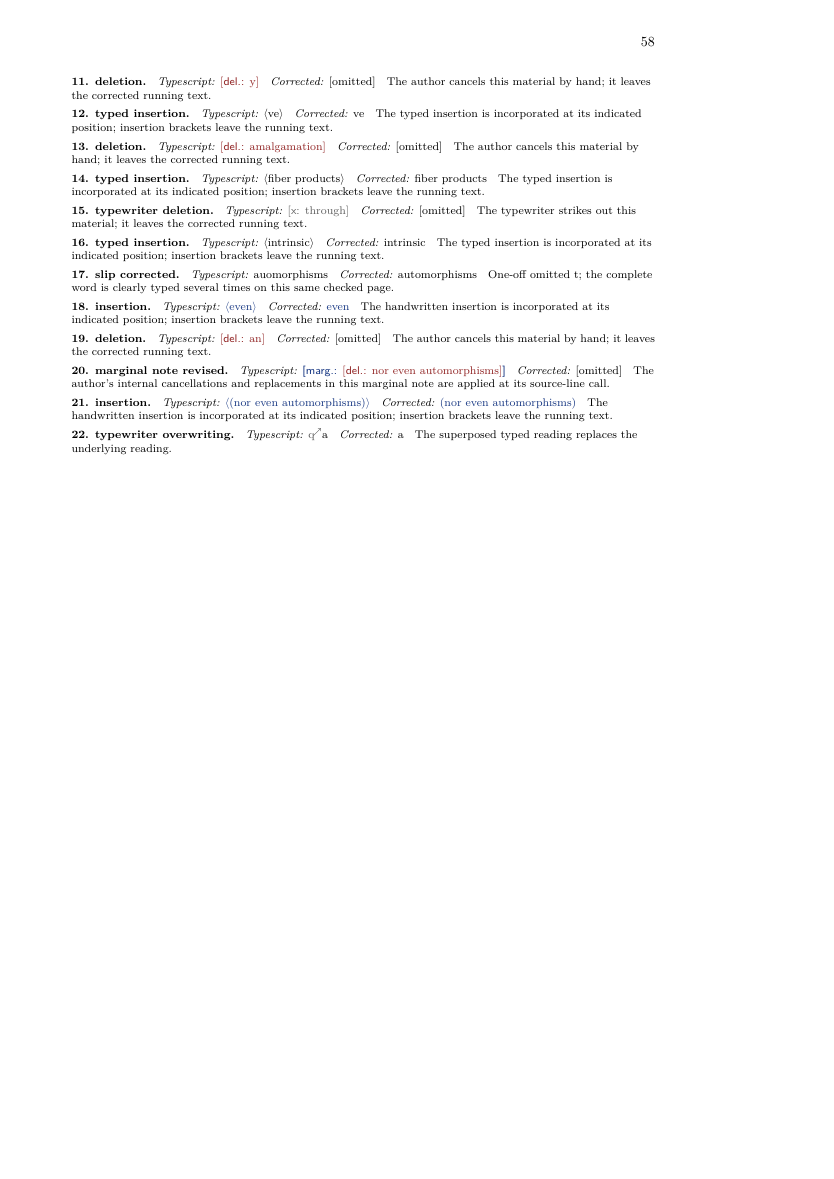 58
11. deletion. Typescript: [del.: y] Corrected: [omitted] The author cancels this material by hand; it leaves
the corrected running text.
12. typed insertion. Typescript: ⟨ve⟩ Corrected: ve The typed insertion is incorporated at its indicated
position; insertion brackets leave the running text.
13. deletion. Typescript: [del.: amalgamation] Corrected: [omitted] The author cancels this material by
hand; it leaves the corrected running text.
14. typed insertion. Typescript: ⟨fiber products⟩ Corrected: fiber products The typed insertion is
incorporated at its indicated position; insertion brackets leave the running text.
15. typewriter deletion. Typescript: [x: through] Corrected: [omitted] The typewriter strikes out this
material; it leaves the corrected running text.
16. typed insertion. Typescript: ⟨intrinsic⟩ Corrected: intrinsic The typed insertion is incorporated at its
indicated position; insertion brackets leave the running text.
17. slip corrected. Typescript: auomorphisms Corrected: automorphisms One-off omitted t; the complete
word is clearly typed several times on this same checked page.
18. insertion. Typescript: ⟨even⟩ Corrected: even The handwritten insertion is incorporated at its
indicated position; insertion brackets leave the running text.
19. deletion. Typescript: [del.: an] Corrected: [omitted] The author cancels this material by hand; it leaves
the corrected running text.
20. marginal note revised. Typescript: [marg.: [del.: nor even automorphisms]] Corrected: [omitted] The
author's internal cancellations and replacements in this marginal note are applied at its source-line call.
21. insertion. Typescript: ⟨(nor even automorphisms)⟩ Corrected: (nor even automorphisms) The
handwritten insertion is incorporated at its indicated position; insertion brackets leave the running text.
22. typewriter overwriting. Typescript: q↗a Corrected: a The superposed typed reading replaces the
underlying reading.